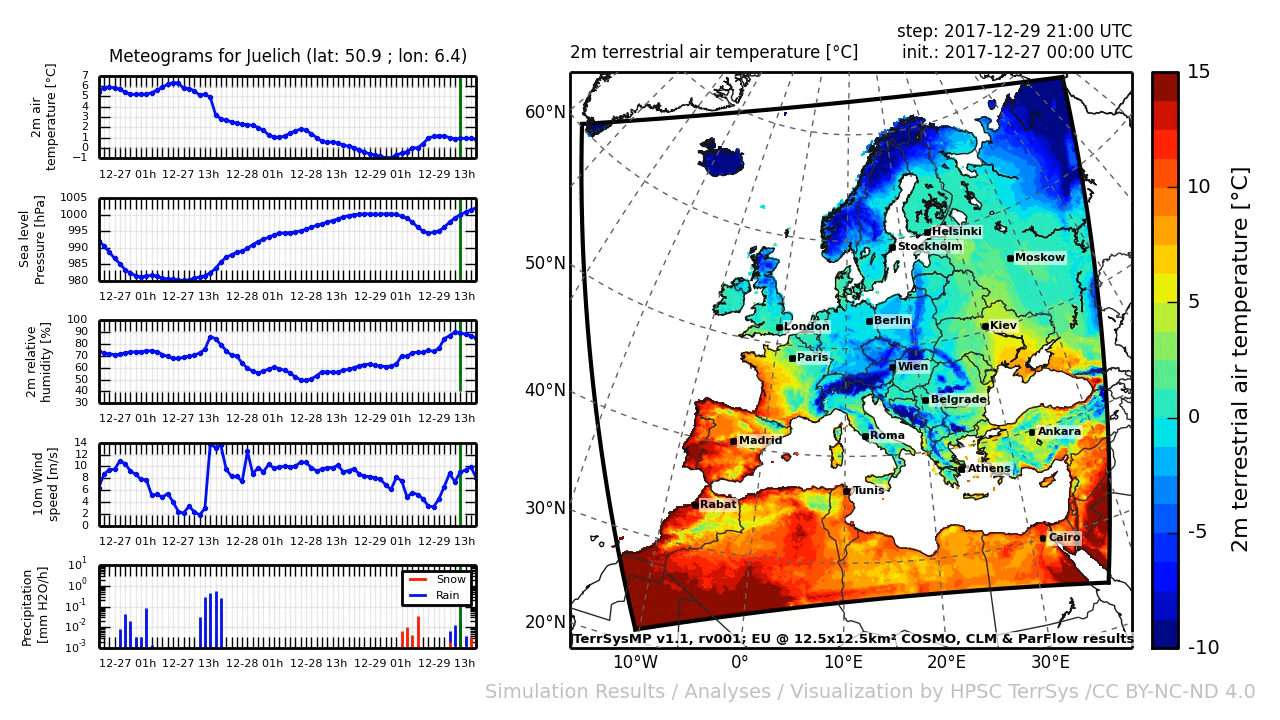 step: 2017-12-29 21:00 UTC
Meteograms for Juelich (lat: 50.9 ; lon: 6.4)
2m terrestrial air temperature [°C]
init.: 2017-12-27 00:00 UTC
2m air
temperature [°C]
7
6
5
4
3
2
1
0
−1
12-27 01h 12-27 13h 12-28 01h 12-28 13h 12-29 01h 12-29 13h
Sea level
Pressure [hPa]
1005
1000
995
990
985
980
12-27 01h 12-27 13h 12-28 01h 12-28 13h 12-29 01h 12-29 13h
2m relative
humidity [%]
100
90
80
70
60
50
40
30
12-27 01h 12-27 13h 12-28 01h 12-28 13h 12-29 01h 12-29 13h
10m Wind
speed [m/s]
14
12
10
8
6
4
2
0
12-27 01h 12-27 13h 12-28 01h 12-28 13h 12-29 01h 12-29 13h
Precipitation
[mm H2O/h]
10^1
10^0
10^-1
10^-2
10^-3
Snow
Rain
12-27 01h 12-27 13h 12-28 01h 12-28 13h 12-29 01h 12-29 13h
60°N
50°N
40°N
30°N
20°N
Helsinki
Stockholm
Moskow
London
Berlin
Kiev
Paris
Wien
Belgrade
Roma
Ankara
Madrid
Athens
Tunis
Rabat
Cairo
TerrSysMP v1.1, rv001; EU @ 12.5x12.5km² COSMO, CLM & ParFlow results
10°W 0° 10°E 20°E 30°E
15
10
5
0
-5
-10
2m terrestrial air temperature [°C]
Simulation Results / Analyses / Visualization by HPSC TerrSys /CC BY-NC-ND 4.0